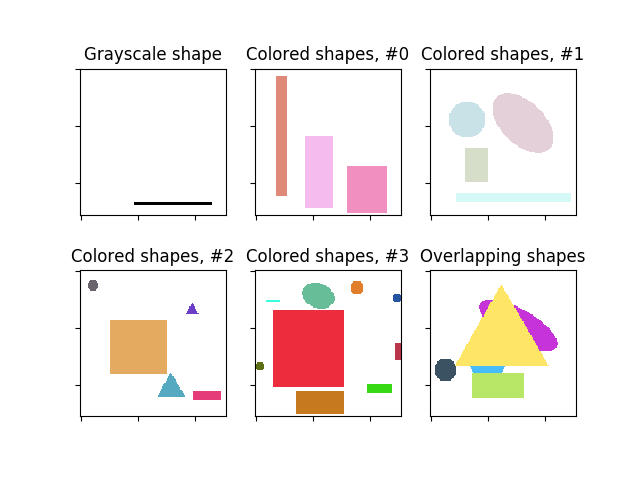 Grayscale shape
Colored shapes, #0
Colored shapes, #1
Colored shapes, #2
Colored shapes, #3
Overlapping shapes